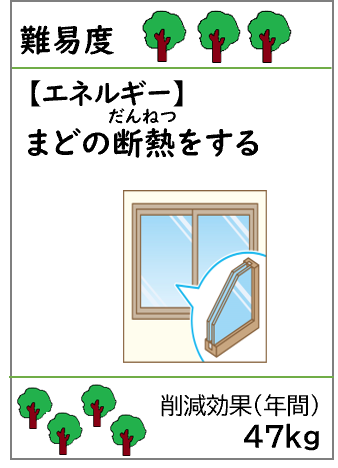 難易度
【エネルギー】
だんねつ
まどの断熱をする
削減効果(年間)
47kg